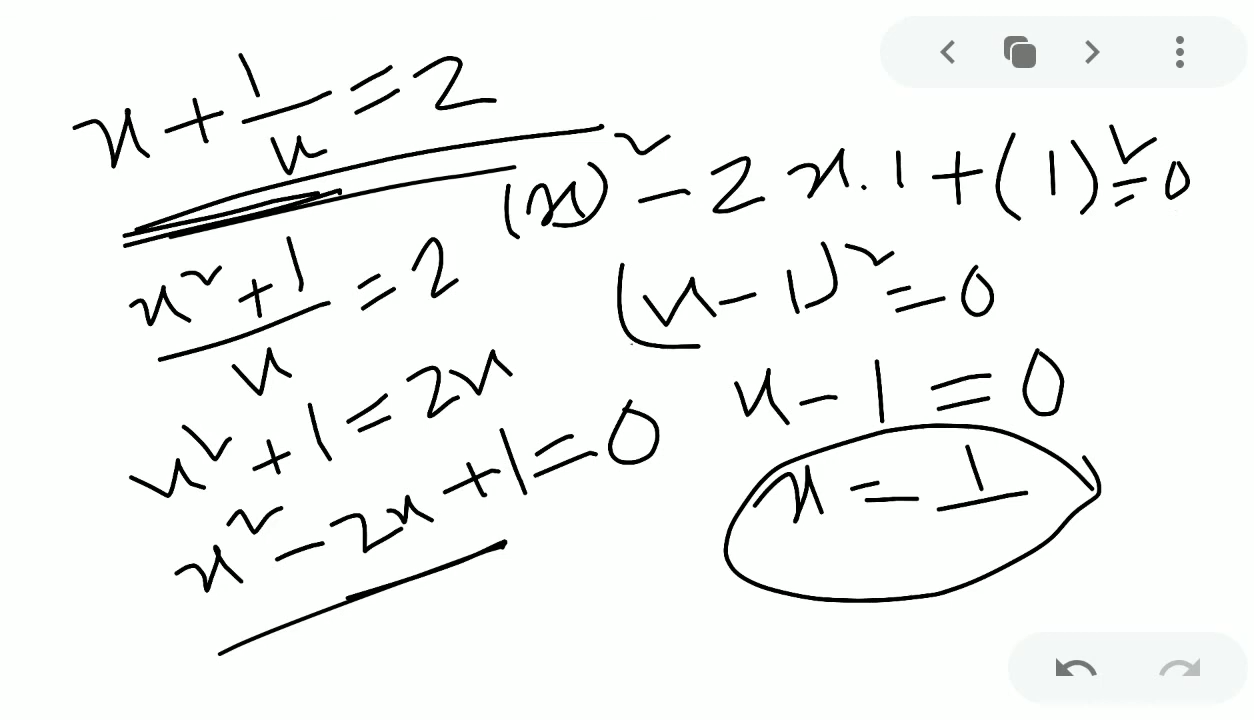 x + 1/x = 2
x² + 1/x = 2
x² + 1 = 2x
x² - 2x + 1 = 0
(x)² - 2x.1 + (1)² = 0
(x - 1)² = 0
x - 1 = 0
x = 1